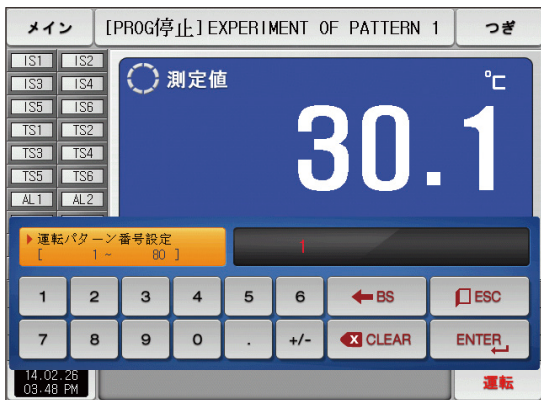 メイン
[PROG停止]EXPERIMENT OF PATTERN 1
つぎ
IS1 IS2
IS3 IS4
IS5 IS6
TS1 TS2
TS3 TS4
TS5 TS6
AL1 AL2
測定値
℃
30.1
運転パターン番号設定
[ 1 ~ 80 ]
1
1 2 3 4 5 6 BS ESC
7 8 9 0 . +/- CLEAR ENTER
14.02.26
03:48 PM
運転